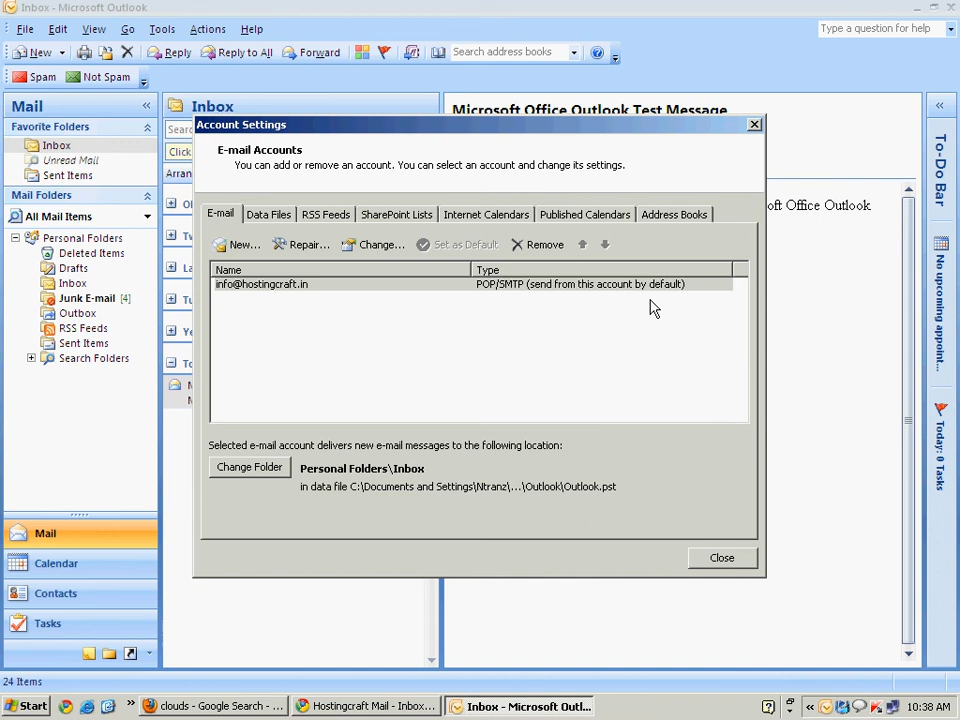 Inbox - Microsoft Outlook
File Edit View Go Tools Actions Help
Type a question for help
New Reply Reply to All Forward Search address books
Spam Not Spam
Mail
Favorite Folders
Inbox
Unread Mail
Sent Items
Mail Folders
All Mail Items
Personal Folders
Deleted Items
Drafts
Inbox
Junk E-mail [4]
Outbox
RSS Feeds
Sent Items
Search Folders
Mail
Calendar
Contacts
Tasks
Inbox
Sear
Click
Arran
Microsoft Office Outlook Test Message
oft Office Outlook
Account Settings
E-mail Accounts
You can add or remove an account. You can select an account and change its settings.
E-mail Data Files RSS Feeds SharePoint Lists Internet Calendars Published Calendars Address Books
New... Repair... Change... Set as Default Remove
Name Type
info@hostingcraft.in POP/SMTP (send from this account by default)
Selected e-mail account delivers new e-mail messages to the following location:
Change Folder Personal Folders\Inbox
in data file C:\Documents and Settings\Ntranz\...\Outlook\Outlook.pst
Close
To-Do Bar
No upcoming appoint...
Today: 0 Tasks
24 Items
Start clouds - Google Search - ... Hostingcraft Mail - Inbox... Inbox - Microsoft Outl... 10:38 AM